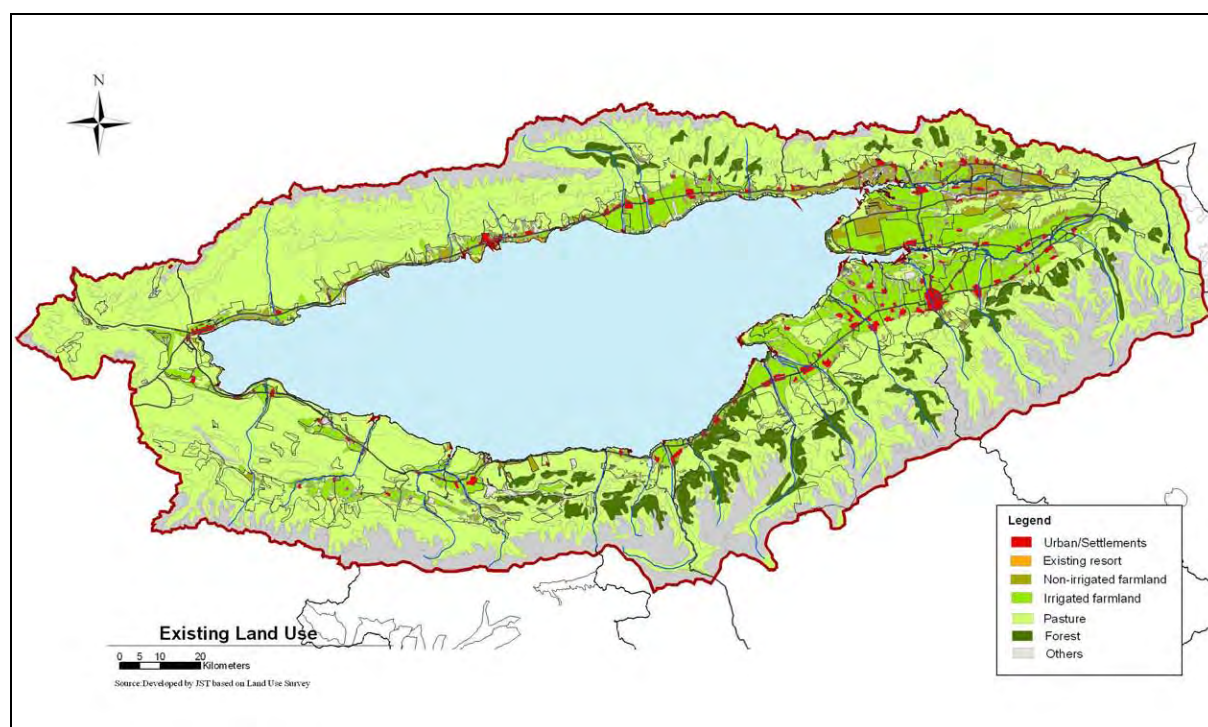 N
Legend
Urban/Settlements
Existing resort
Non-irrigated farmland
Irrigated farmland
Pasture
Forest
Others
Existing Land Use
0 5 10 20
Kilometers
Source:Developed by JST based on Land Use Survey